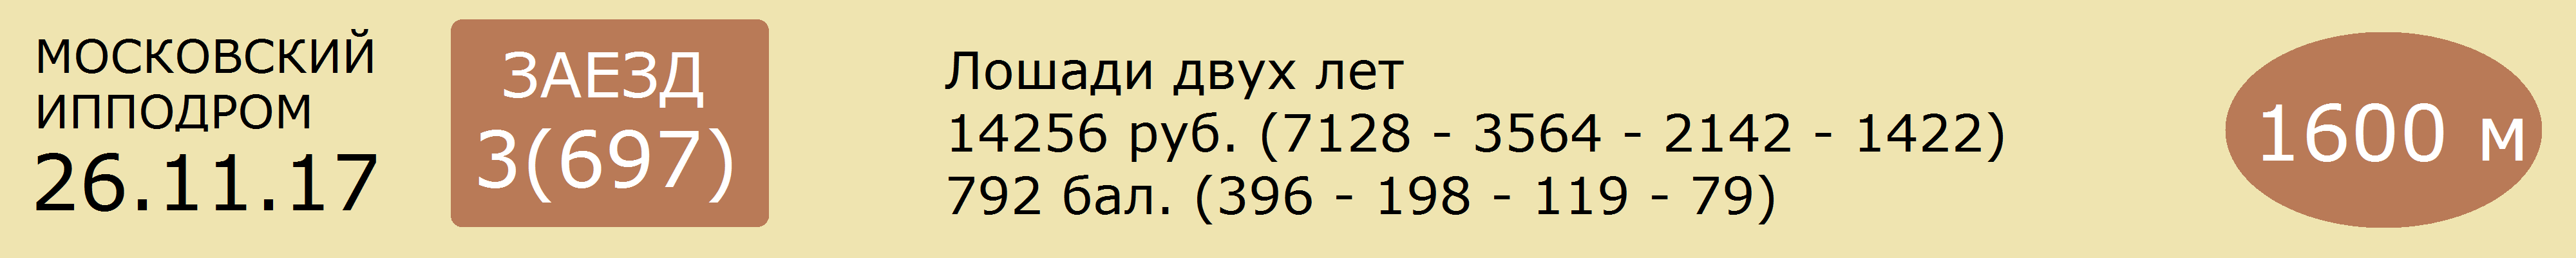 МОСКОВСКИЙ
ИППОДРОМ
26.11.17
ЗАЕЗД
3(697)
Лошади двух лет
14256 руб. (7128 - 3564 - 2142 - 1422)
792 бал. (396 - 198 - 119 - 79)
1600 м